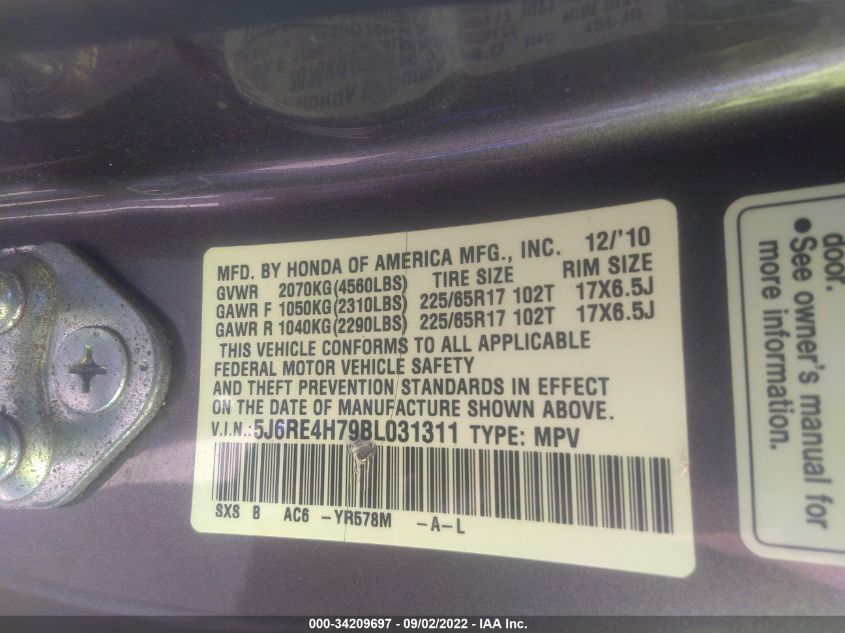 MFD. BY HONDA OF AMERICA MFG., INC. 12/'10
GVWR 2070KG(4560LBS) TIRE SIZE RIM SIZE
GAWR F 1050KG(2310LBS) 225/65R17 102T 17X6.5J
GAWR R 1040KG(2290LBS) 225/65R17 102T 17X6.5J
THIS VEHICLE CONFORMS TO ALL APPLICABLE
FEDERAL MOTOR VEHICLE SAFETY
AND THEFT PREVENTION STANDARDS IN EFFECT
ON THE DATE OF MANUFACTURE SHOWN ABOVE.
V.I.N.: 5J6RE4H79BL031311 TYPE: MPV
SXS B AC6 -YR578M -A-L
door.
● See owner's manual for
more information.
000-34209697 - 09/02/2022 - IAA Inc.